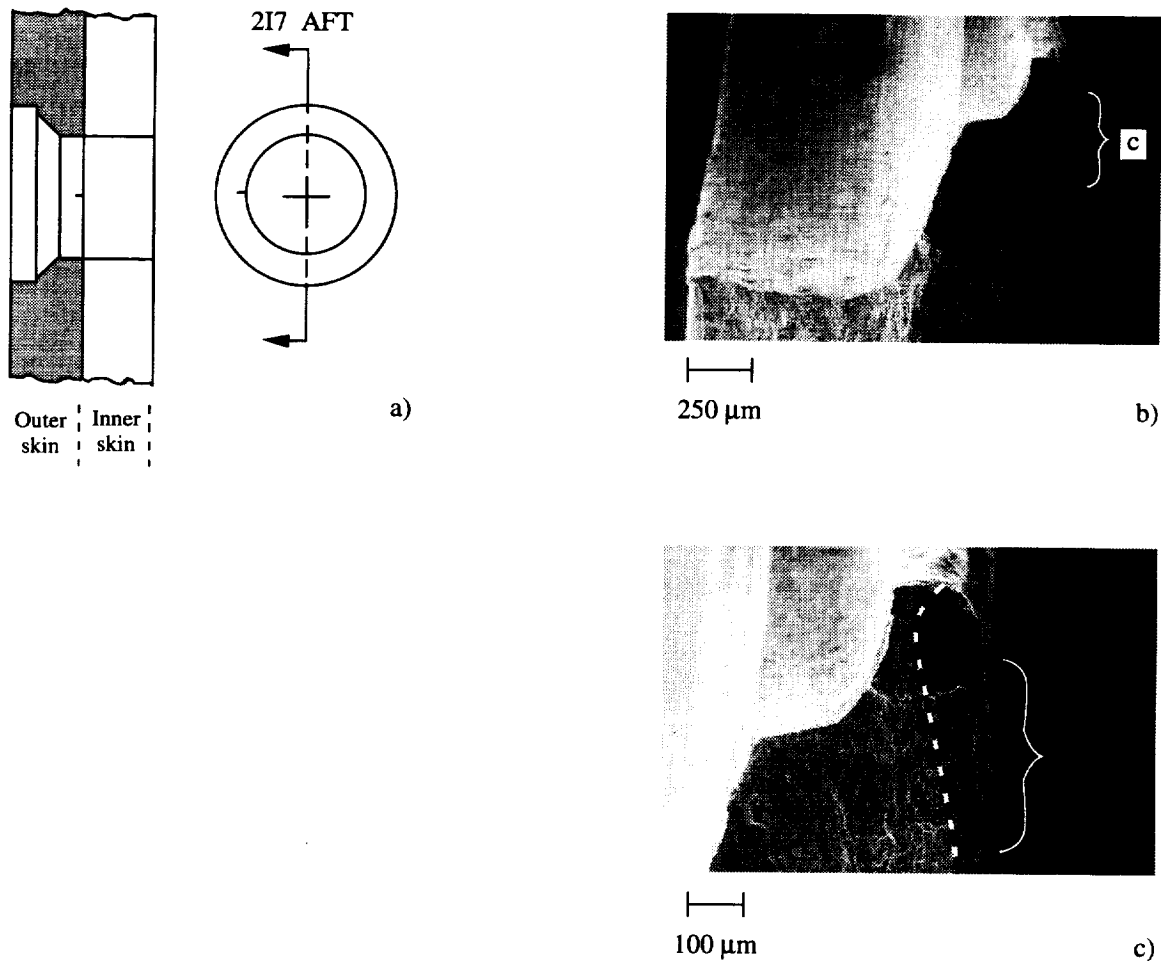 2I7 AFT
Outer skin
Inner skin
a)
c
250 µm
b)
100 µm
c)